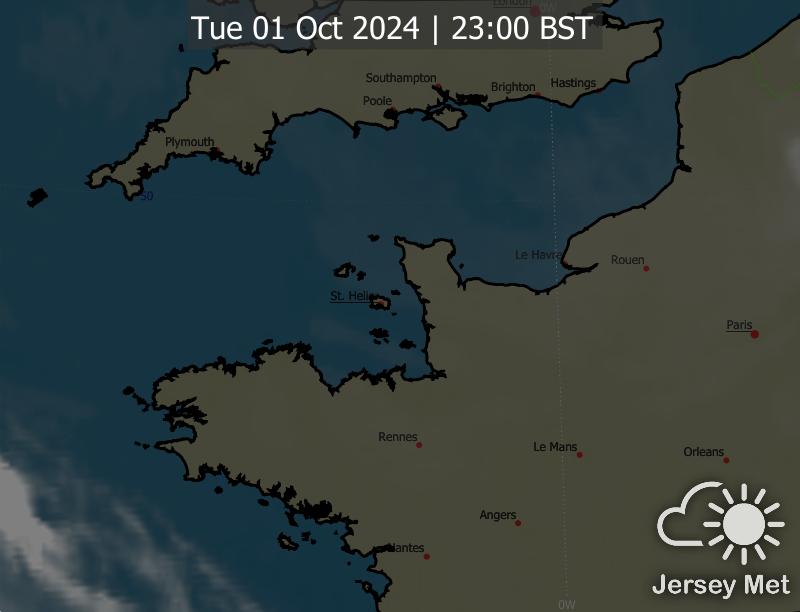 London
0W
Tue 01 Oct 2024 | 23:00 BST
Southampton
Brighton
Hastings
Poole
Plymouth
50
Le Havre
Rouen
St. Helier
Paris
Rennes
Le Mans
Orleans
Angers
Nantes
Jersey Met
0W